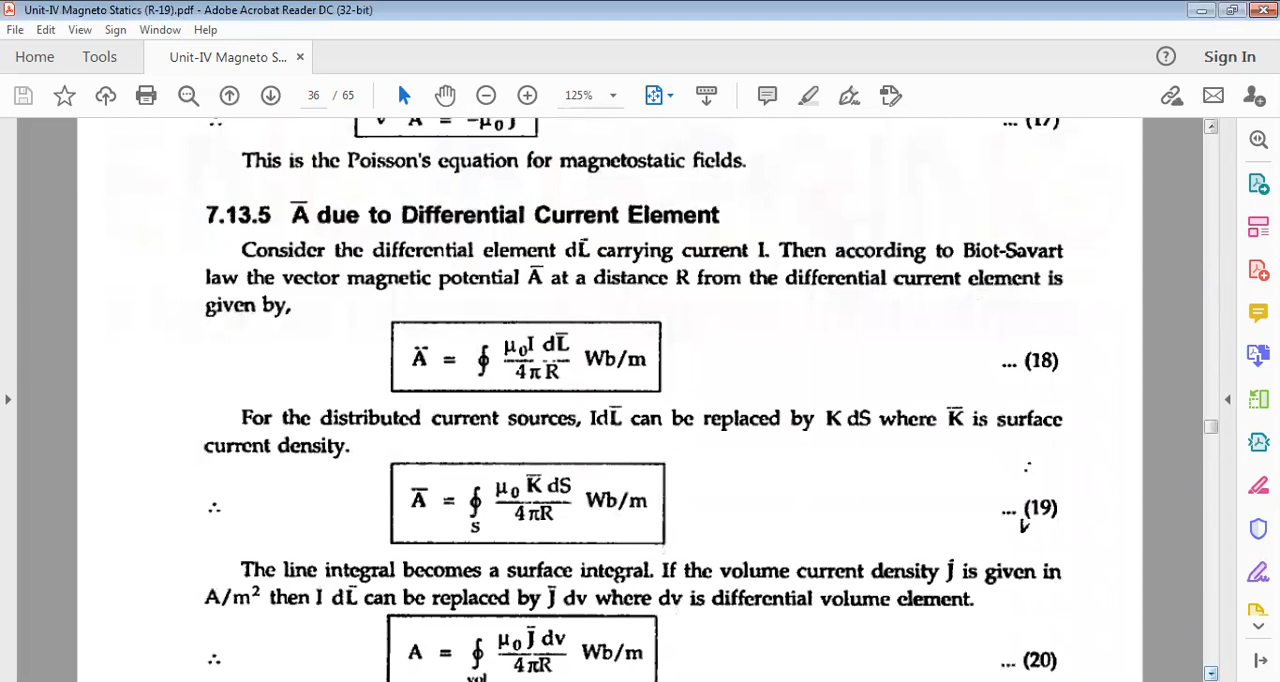 Unit-IV Magneto Statics (R-19).pdf - Adobe Acrobat Reader DC (32-bit)
File Edit View Sign Window Help
Home Tools Unit-IV Magneto S... × ? Sign In
36 / 65 125%
∴ ∇² A̅ = -μ₀ J̅ ... (17)
This is the Poisson's equation for magnetostatic fields.
7.13.5 A̅ due to Differential Current Element
Consider the differential element dL̅ carrying current I. Then according to Biot-Savart
law the vector magnetic potential A̅ at a distance R from the differential current element is
given by,
A̅ = ∮ μ₀I dL̅ / 4πR Wb/m ... (18)
For the distributed current sources, IdL̅ can be replaced by K dS where K̅ is surface
current density.
∴ A̅ = ∮_S μ₀ K̅ dS / 4πR Wb/m ... (19)
The line integral becomes a surface integral. If the volume current density J̅ is given in
A/m² then I dL̅ can be replaced by J̅ dv where dv is differential volume element.
∴ A = ∮_vol μ₀ J̅ dv / 4πR Wb/m ... (20)